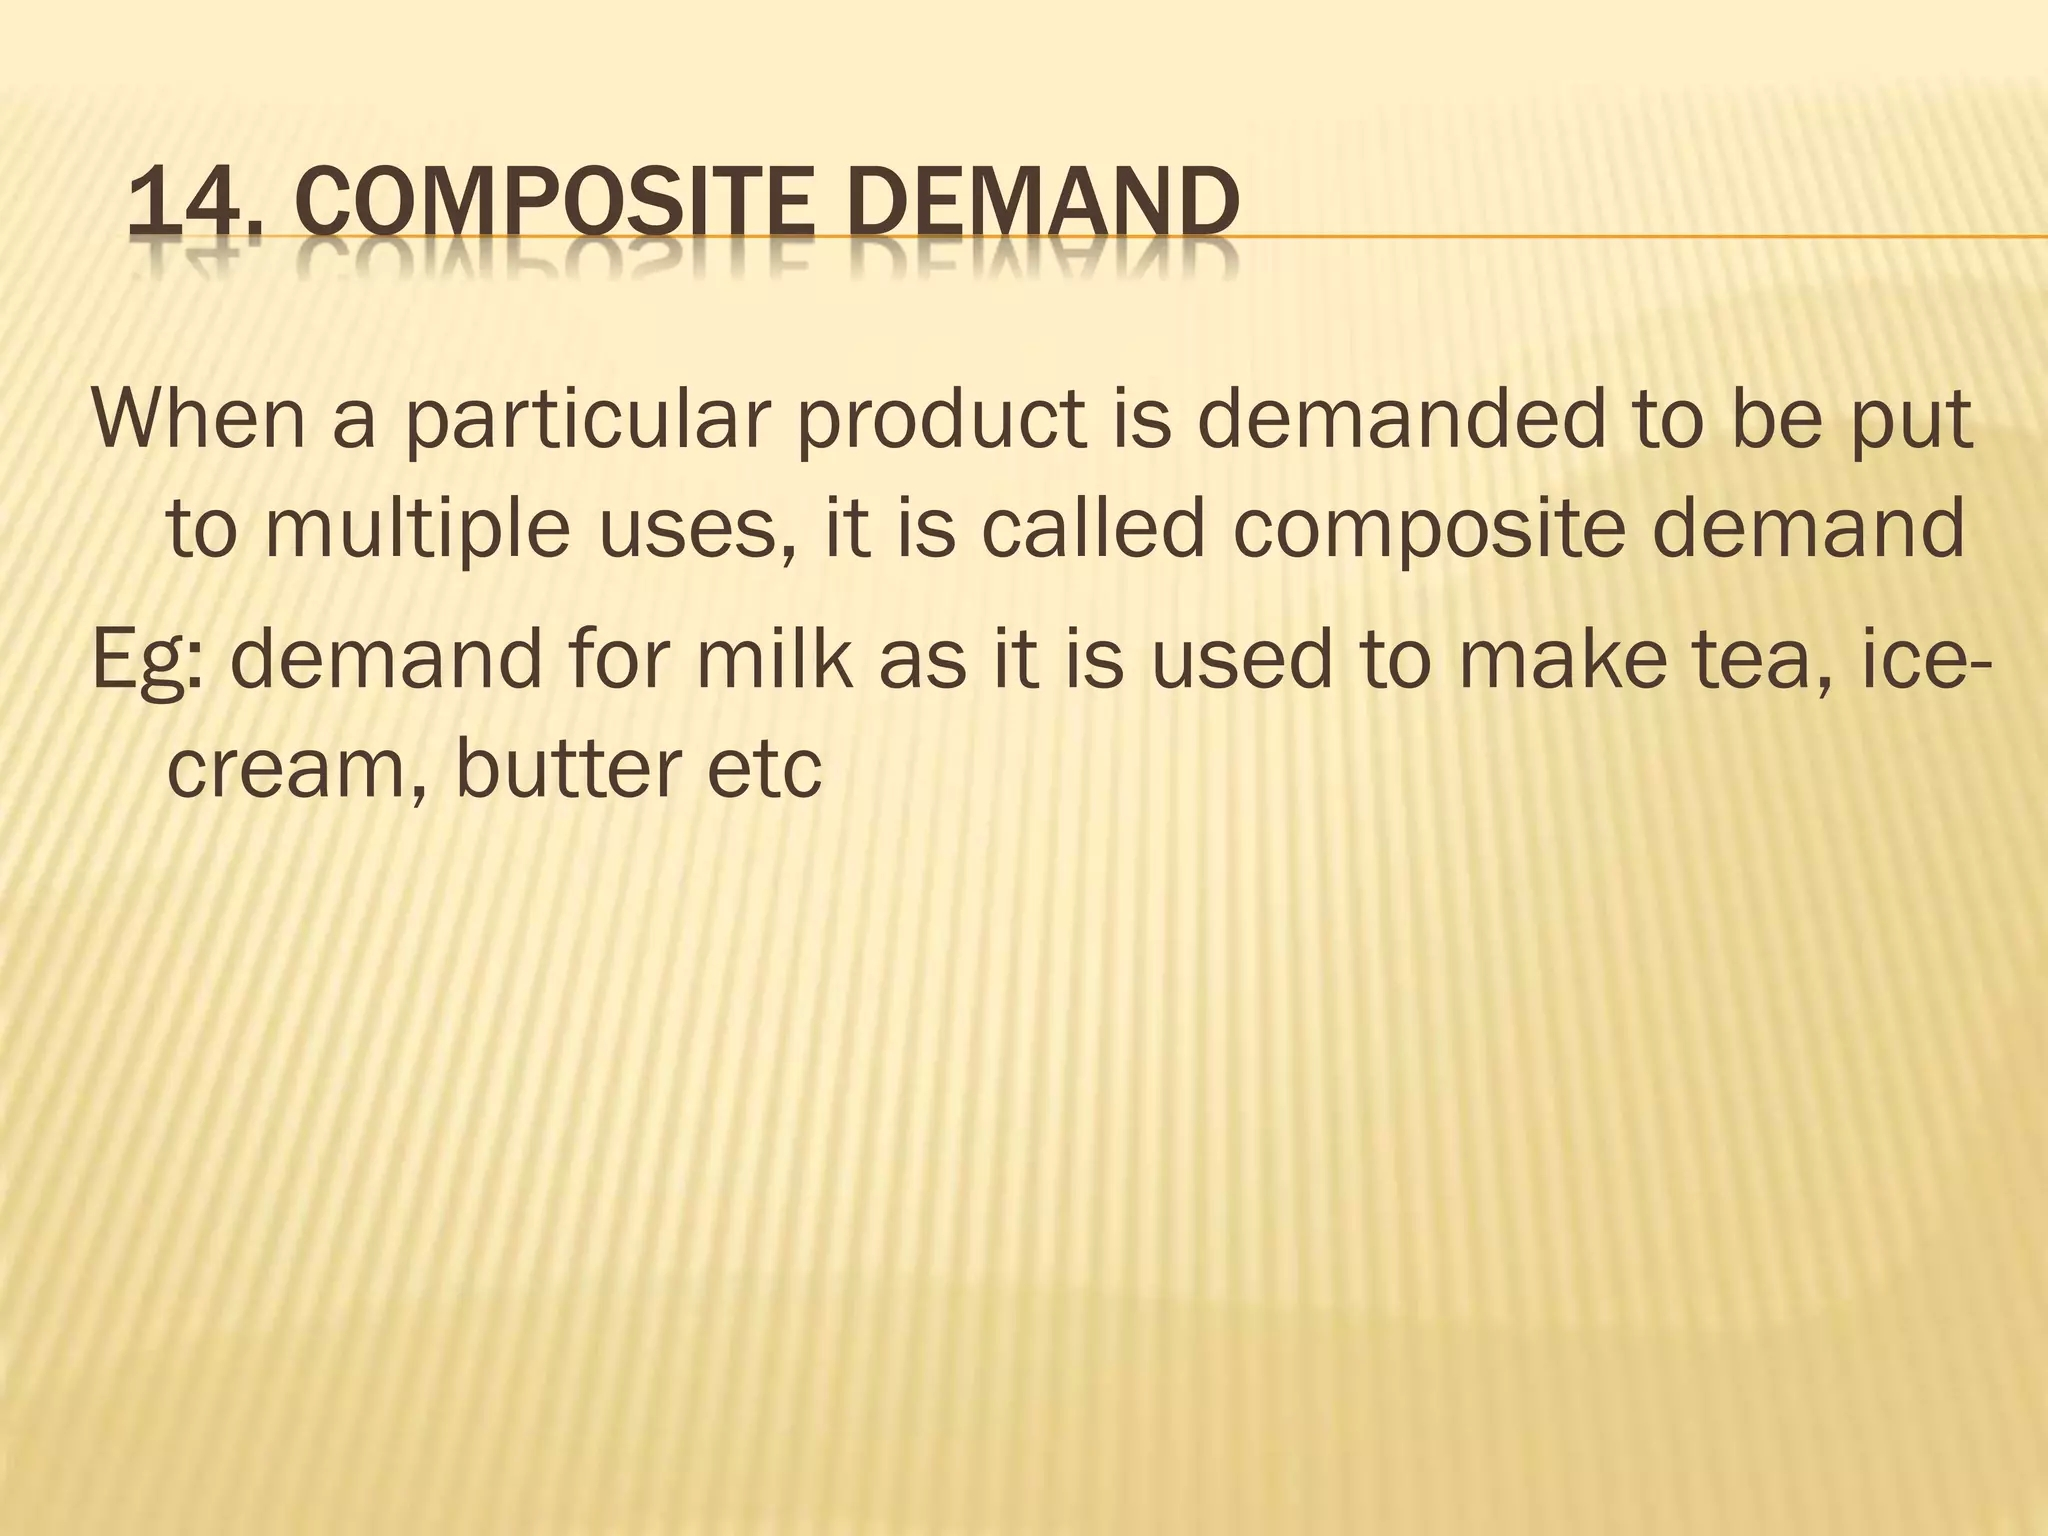 14. COMPOSITE DEMAND
When a particular product is demanded to be put
to multiple uses, it is called composite demand
Eg: demand for milk as it is used to make tea, ice-
cream, butter etc